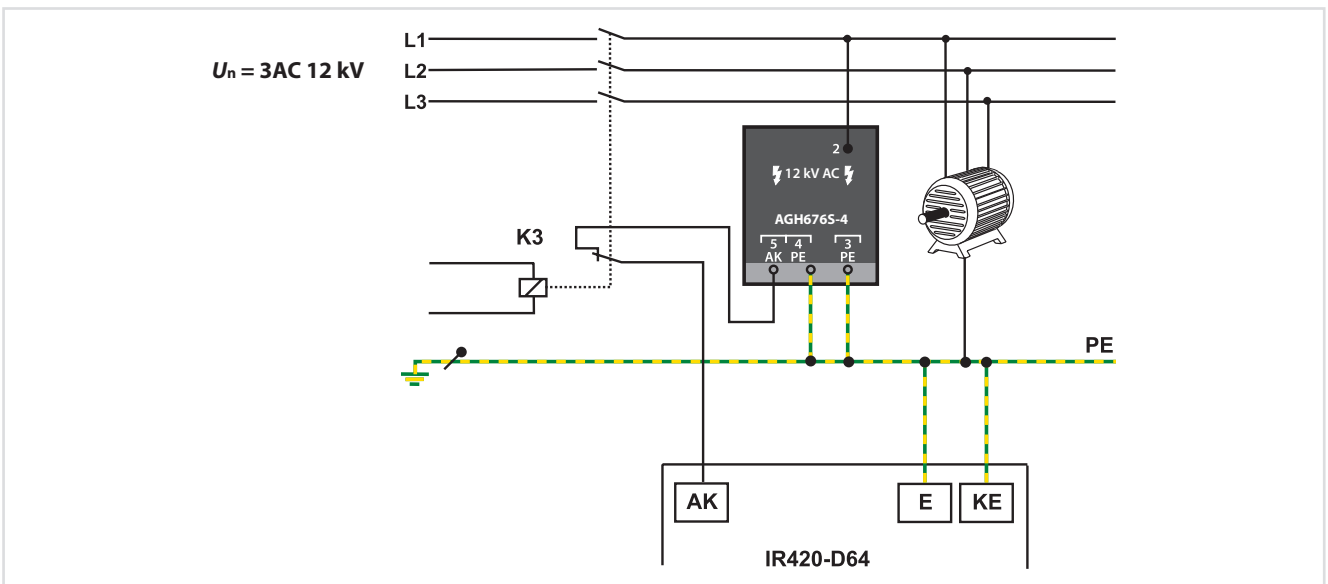 L1
Un = 3AC 12 kV
L2
L3
2
12 kV AC
AGH676S-4
K3
5 4 3
AK PE PE
PE
AK E KE
IR420-D64